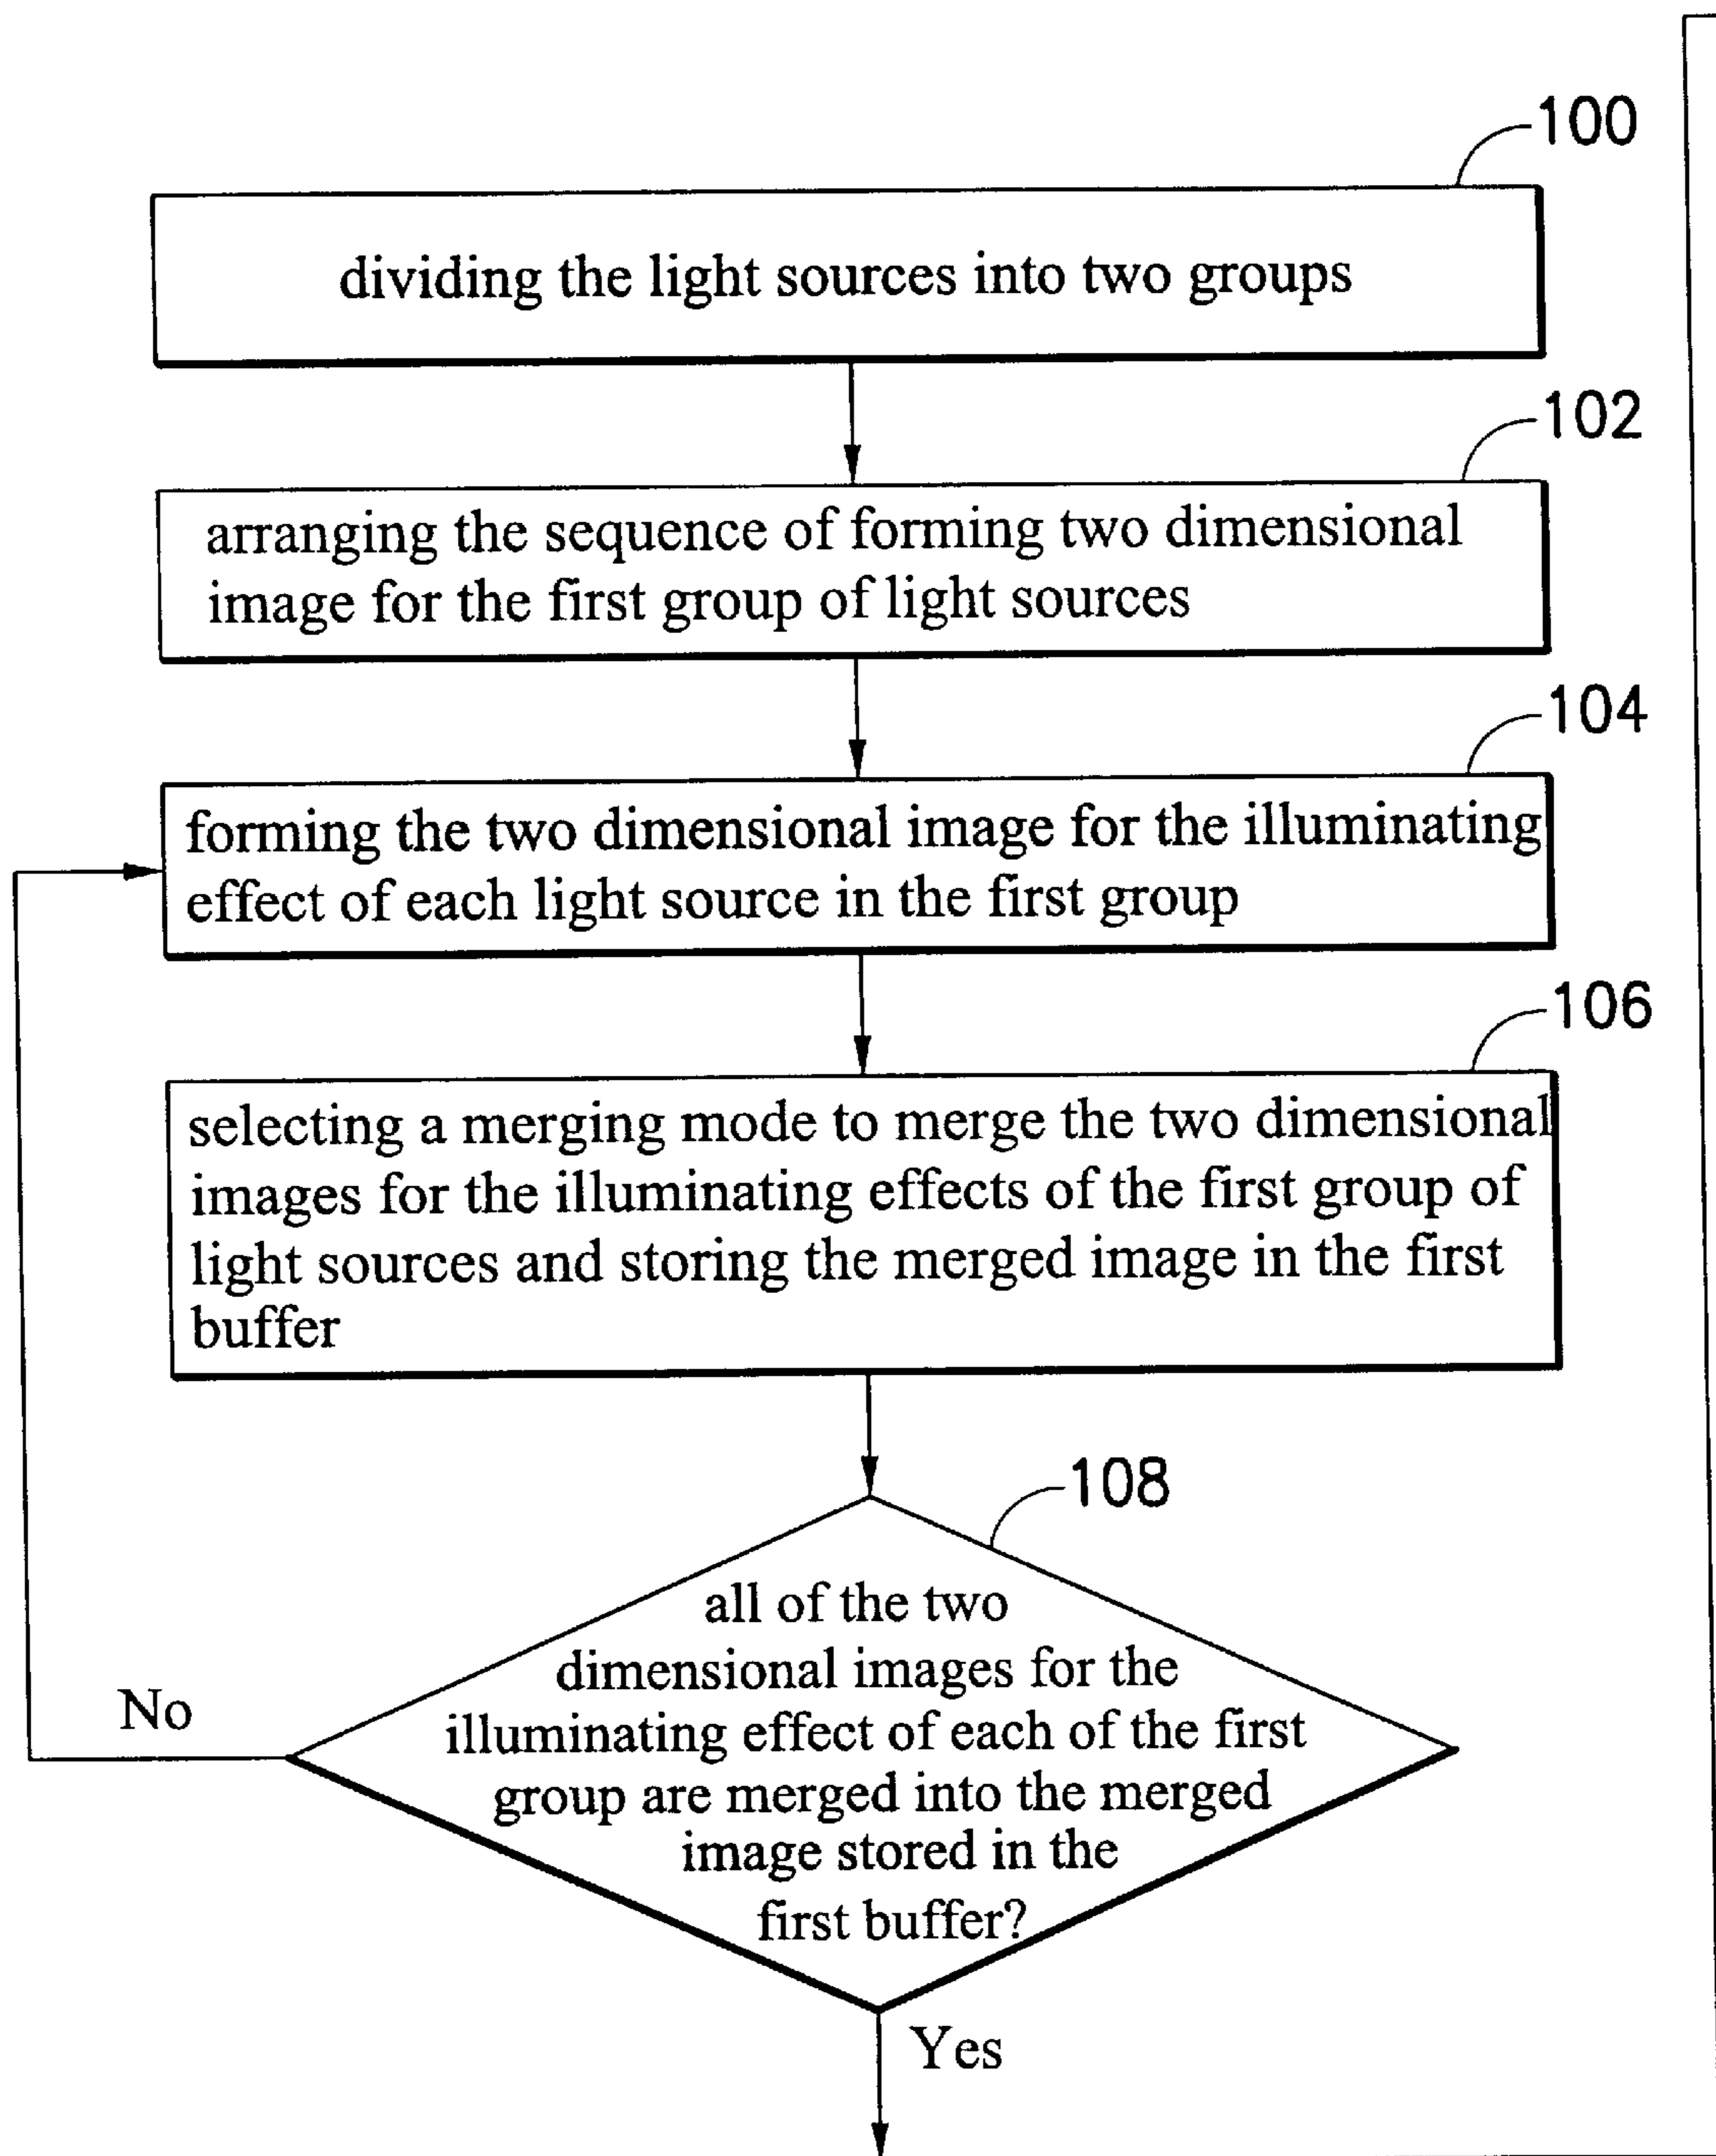 100
dividing the light sources into two groups
102
arranging the sequence of forming two dimensional
image for the first group of light sources
104
forming the two dimensional image for the illuminating
effect of each light source in the first group
106
selecting a merging mode to merge the two dimensional
images for the illuminating effects of the first group of
light sources and storing the merged image in the first
buffer
108
all of the two
dimensional images for the
illuminating effect of each of the first
group are merged into the merged
image stored in the
first buffer?
No
Yes